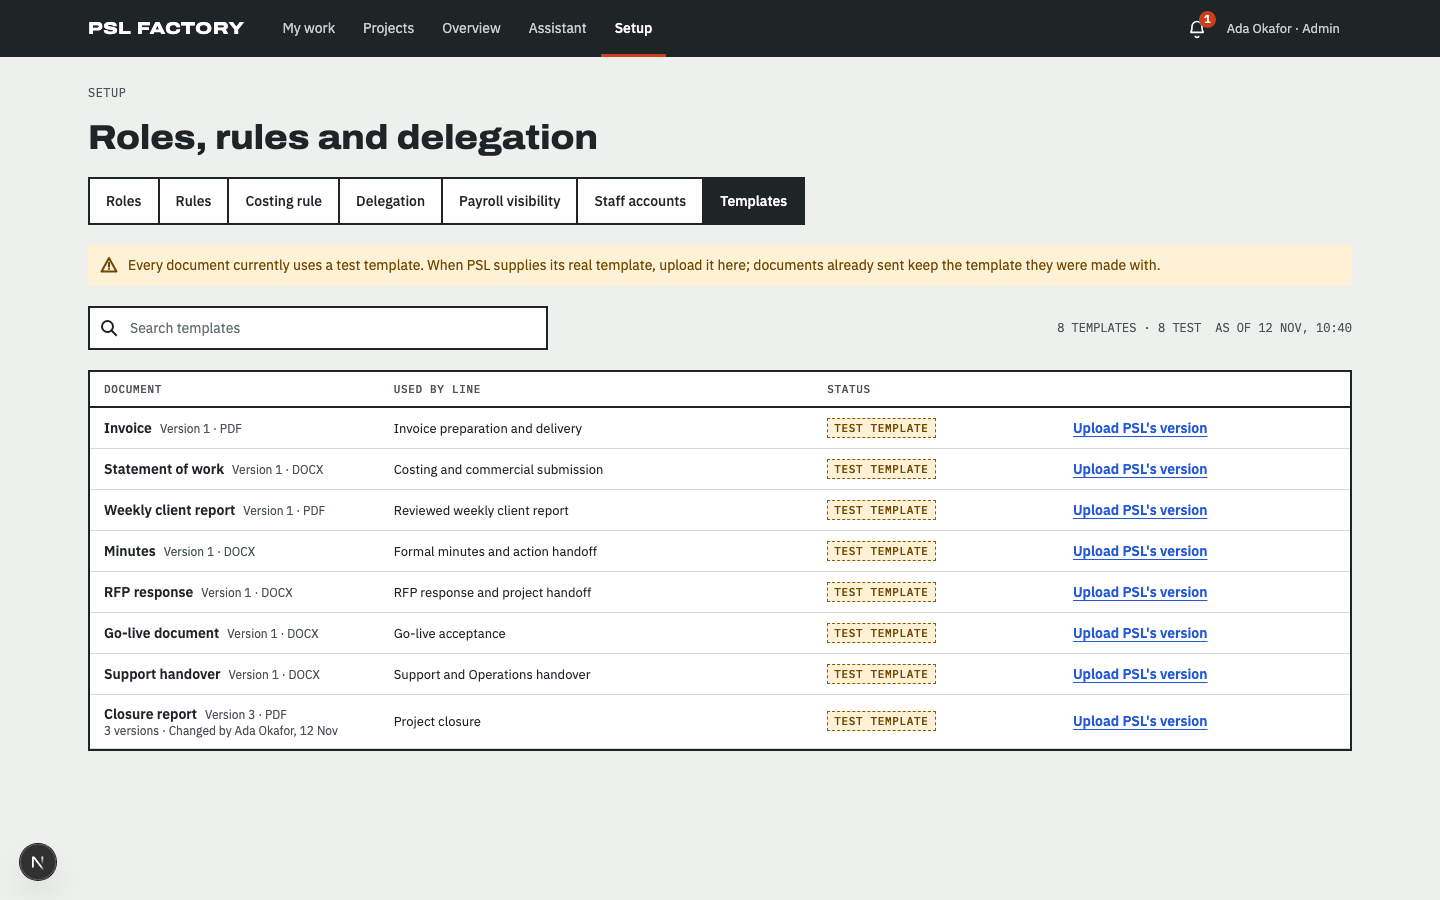 PSL FACTORY My work Projects Overview Assistant Setup 1 Ada Okafor · Admin
SETUP
Roles, rules and delegation
Roles Rules Costing rule Delegation Payroll visibility Staff accounts Templates
Every document currently uses a test template. When PSL supplies its real template, upload it here; documents already sent keep the template they were made with.
Search templates 8 TEMPLATES · 8 TEST AS OF 12 NOV, 10:40
DOCUMENT USED BY LINE STATUS
Invoice Version 1 · PDF Invoice preparation and delivery TEST TEMPLATE Upload PSL's version
Statement of work Version 1 · DOCX Costing and commercial submission TEST TEMPLATE Upload PSL's version
Weekly client report Version 1 · PDF Reviewed weekly client report TEST TEMPLATE Upload PSL's version
Minutes Version 1 · DOCX Formal minutes and action handoff TEST TEMPLATE Upload PSL's version
RFP response Version 1 · DOCX RFP response and project handoff TEST TEMPLATE Upload PSL's version
Go-live document Version 1 · DOCX Go-live acceptance TEST TEMPLATE Upload PSL's version
Support handover Version 1 · DOCX Support and Operations handover TEST TEMPLATE Upload PSL's version
Closure report Version 3 · PDF Project closure TEST TEMPLATE Upload PSL's version
3 versions · Changed by Ada Okafor, 12 Nov
N